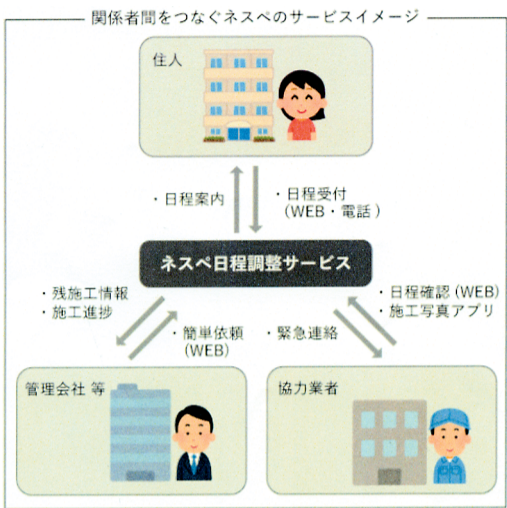 関係者間をつなぐネスペのサービスイメージ
住人
・日程案内
・日程受付
(WEB・電話)
ネスペ日程調整サービス
・残施工情報
・施工進捗
・簡単依頼
(WEB)
・緊急連絡
・日程確認(WEB)
・施工写真アプリ
管理会社 等
協力業者